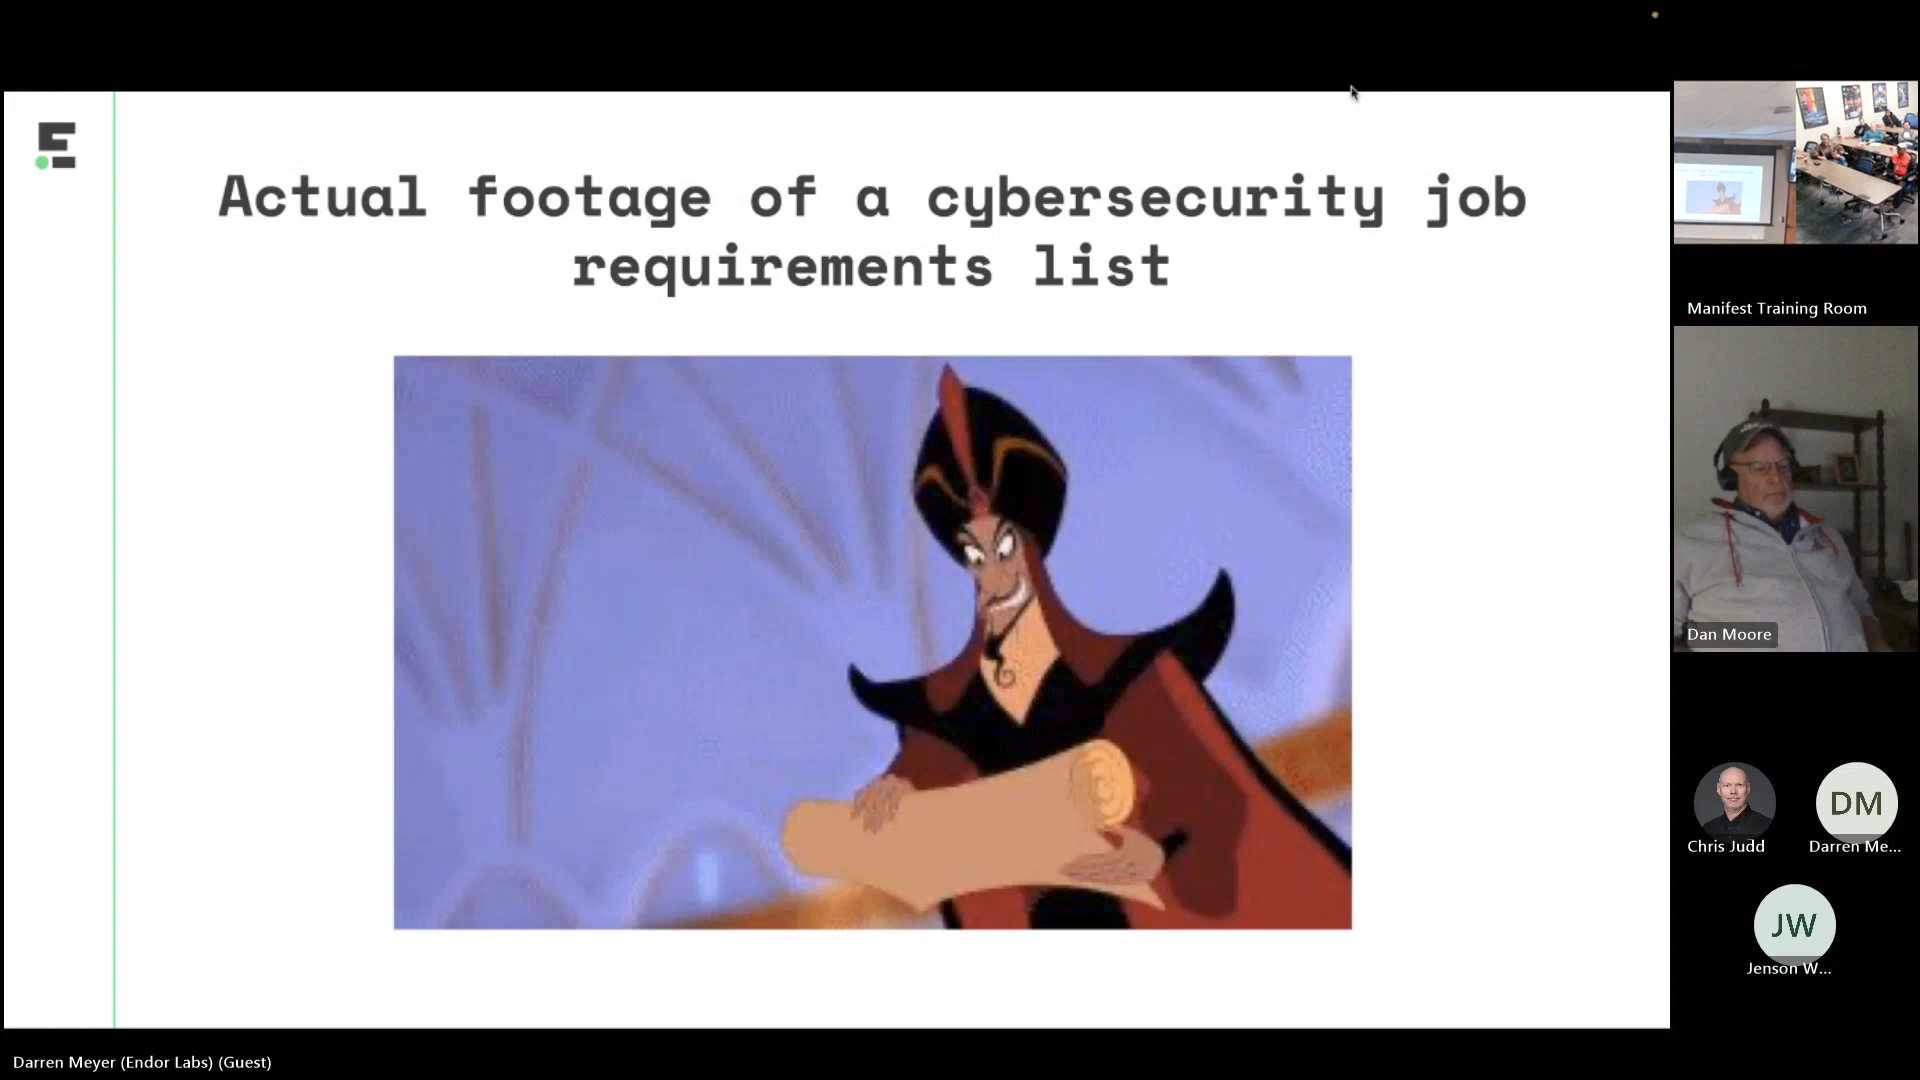 Actual footage of a cybersecurity job
requirements list
Manifest Training Room
Dan Moore
Chris Judd
DM
Darren Me...
JW
Jenson W...
Darren Meyer (Endor Labs) (Guest)